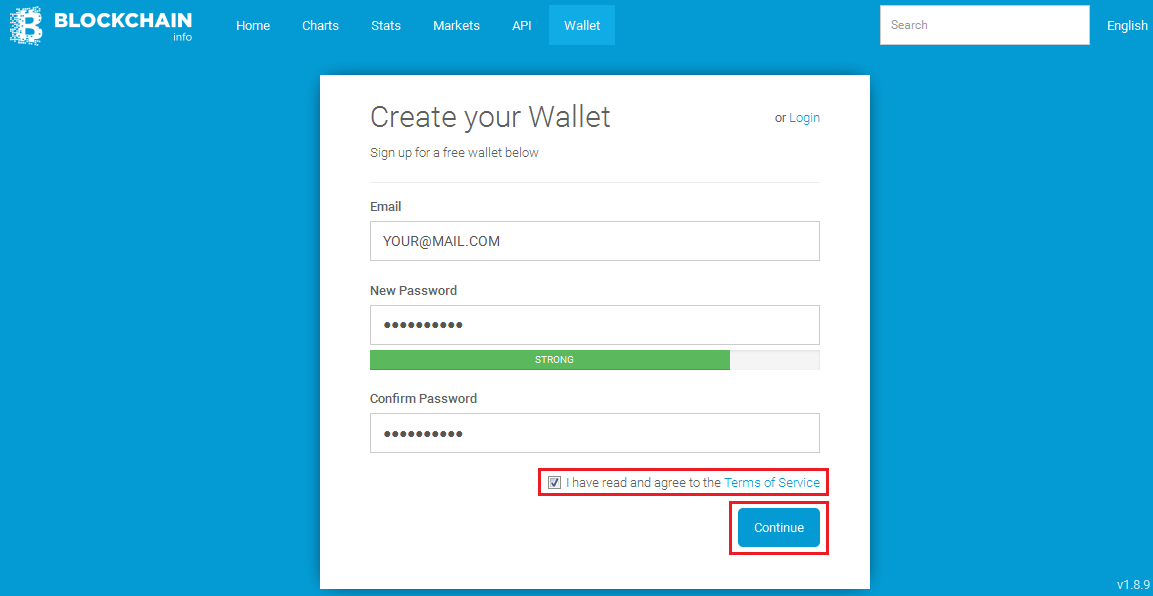 BLOCKCHAIN
info
Home Charts Stats Markets API Wallet Search English
Create your Wallet
or Login
Sign up for a free wallet below
Email
YOUR@MAIL.COM
New Password
●●●●●●●●●●
STRONG
Confirm Password
●●●●●●●●●●
I have read and agree to the Terms of Service
Continue
v1.8.9